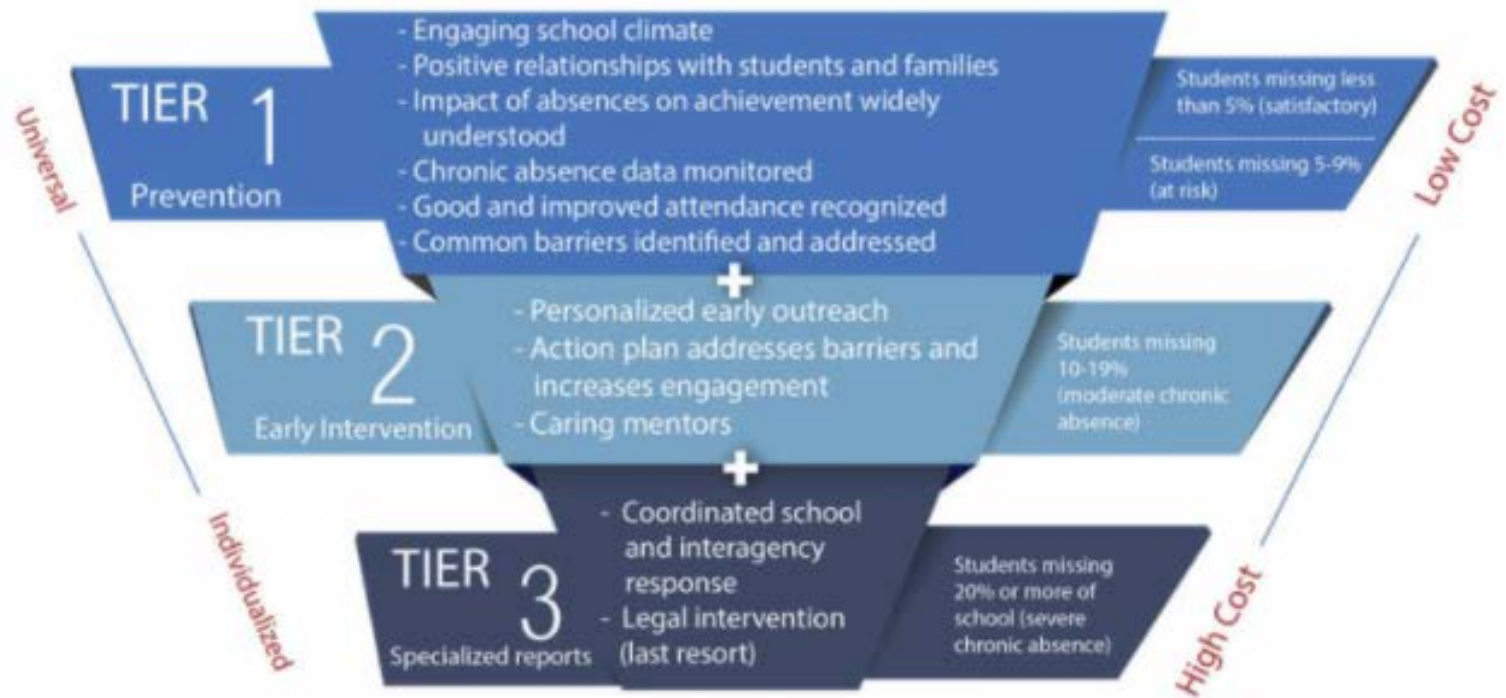 Universal
Individualized
TIER 1
Prevention
- Engaging school climate
- Positive relationships with students and families
- Impact of absences on achievement widely
understood
- Chronic absence data monitored
- Good and improved attendance recognized
- Common barriers identified and addressed
Students missing less
than 5% (satisfactory)
Students missing 5-9%
(at risk)
+
TIER 2
Early Intervention
- Personalized early outreach
- Action plan addresses barriers and
increases engagement
- Caring mentors
Students missing
10-19%
(moderate chronic
absence)
+
TIER 3
Specialized reports
- Coordinated school
and interagency
response
- Legal intervention
(last resort)
Students missing
20% or more of
school (severe
chronic absence)
Low Cost
High Cost